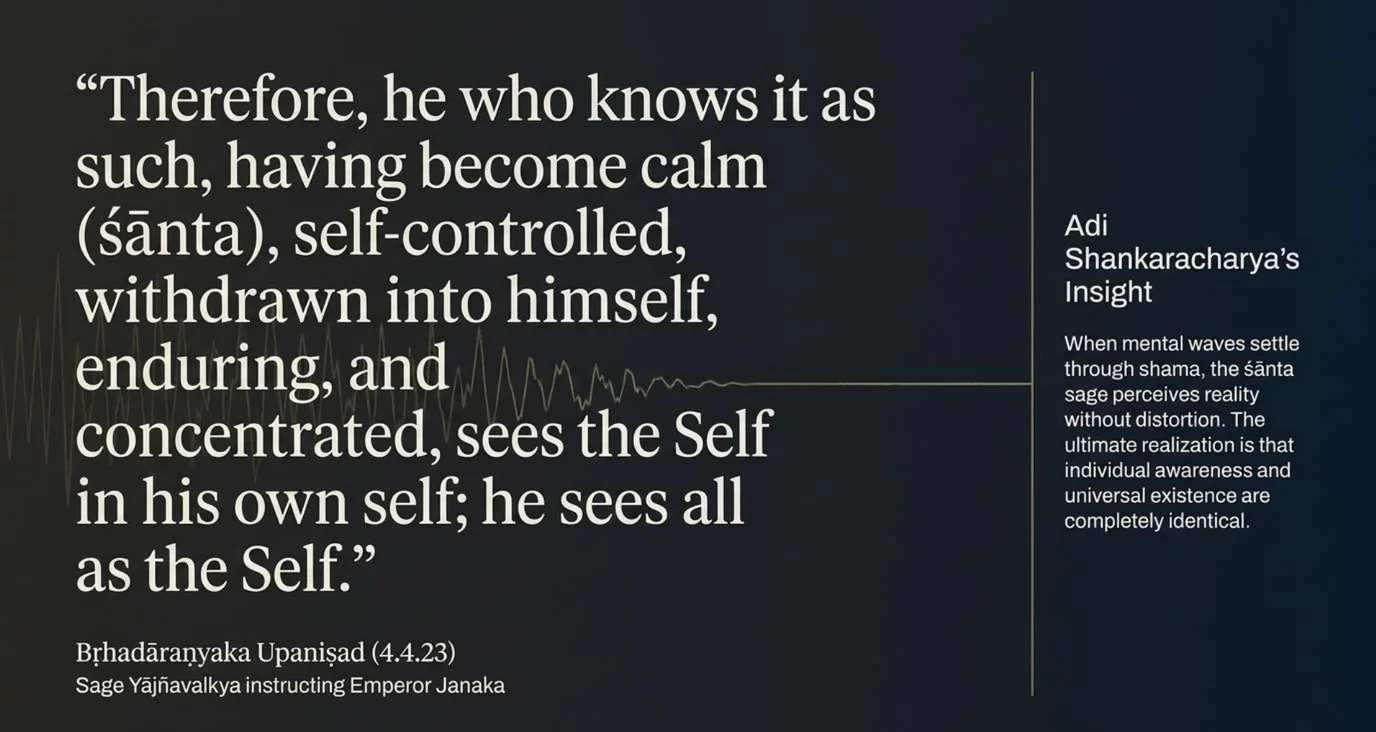 “Therefore, he who knows it as
such, having become calm
(śānta), self-controlled,
withdrawn into himself,
enduring, and
concentrated, sees the Self
in his own self; he sees all
as the Self.”
Bṛhadāraṇyaka Upaniṣad (4.4.23)
Sage Yājñavalkya instructing Emperor Janaka
Adi
Shankaracharya’s
Insight
When mental waves settle
through shama, the śānta
sage perceives reality
without distortion. The
ultimate realization is that
individual awareness and
universal existence are
completely identical.